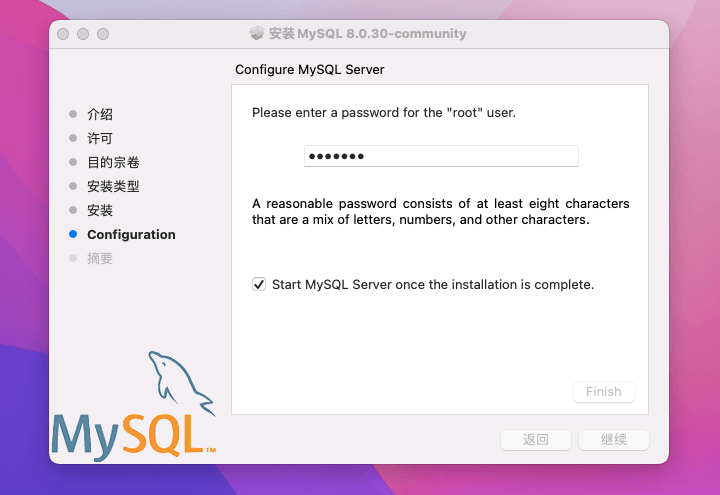 安装 MySQL 8.0.30-community
Configure MySQL Server
介绍
许可
目的宗卷
安装类型
安装
Configuration
摘要
Please enter a password for the "root" user.
•••••••
A reasonable password consists of at least eight characters
that are a mix of letters, numbers, and other characters.
Start MySQL Server once the installation is complete.
Finish
MySQL™
返回
继续